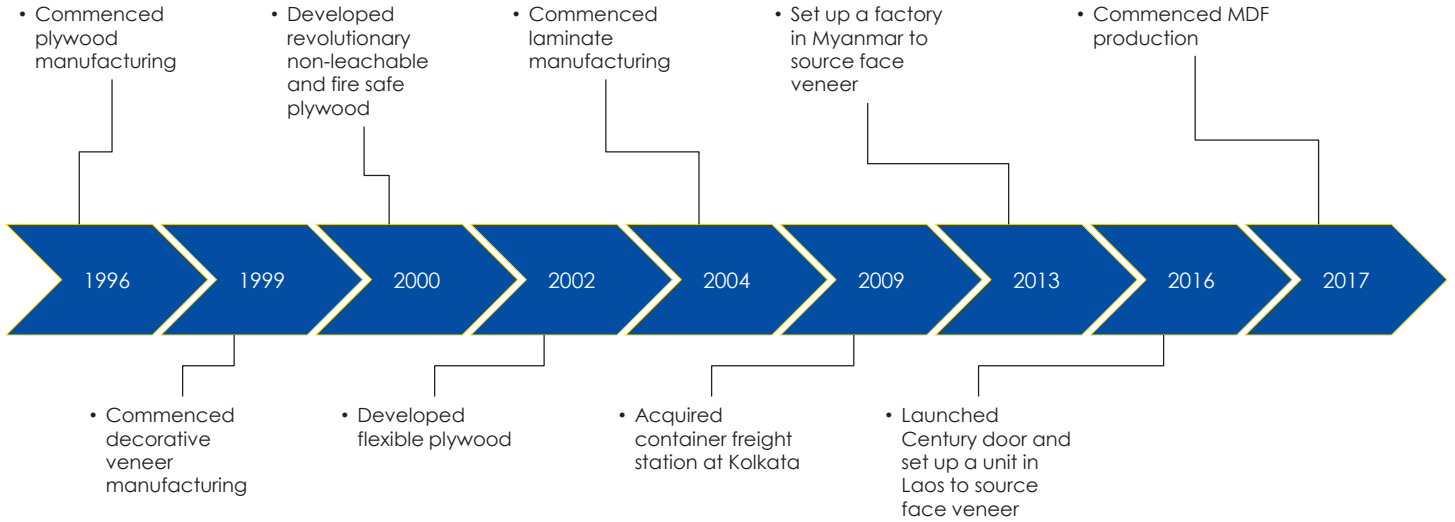 • Commenced
plywood
manufacturing
• Developed
revolutionary
non-leachable
and fire safe
plywood
• Commenced
laminate
manufacturing
• Set up a factory
in Myanmar to
source face
veneer
• Commenced MDF
production
1996
1999
2000
2002
2004
2009
2013
2016
2017
• Commenced
decorative
veneer
manufacturing
• Developed
flexible plywood
• Acquired
container freight
station at Kolkata
• Launched
Century door and
set up a unit in
Laos to source
face veneer